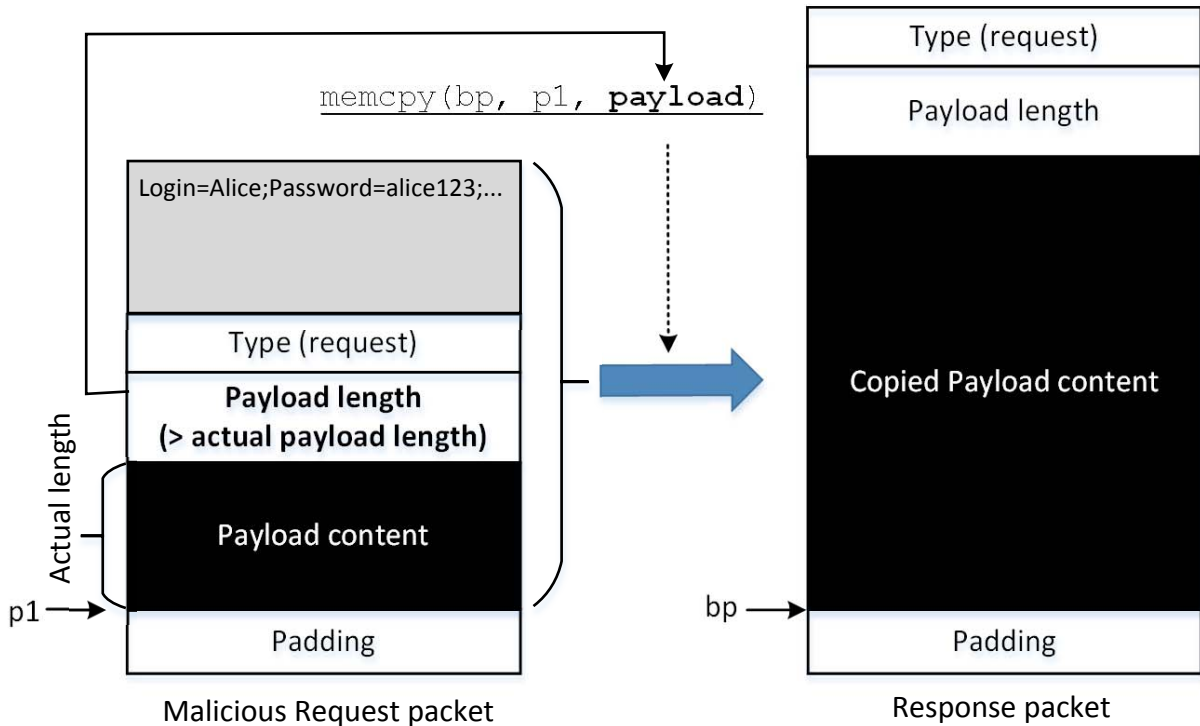 memcpy(bp, p1, payload)
Login=Alice;Password=alice123;...
Type (request)
Payload length
(> actual payload length)
Actual length
Payload content
p1
Padding
Malicious Request packet
Type (request)
Payload length
Copied Payload content
bp
Padding
Response packet